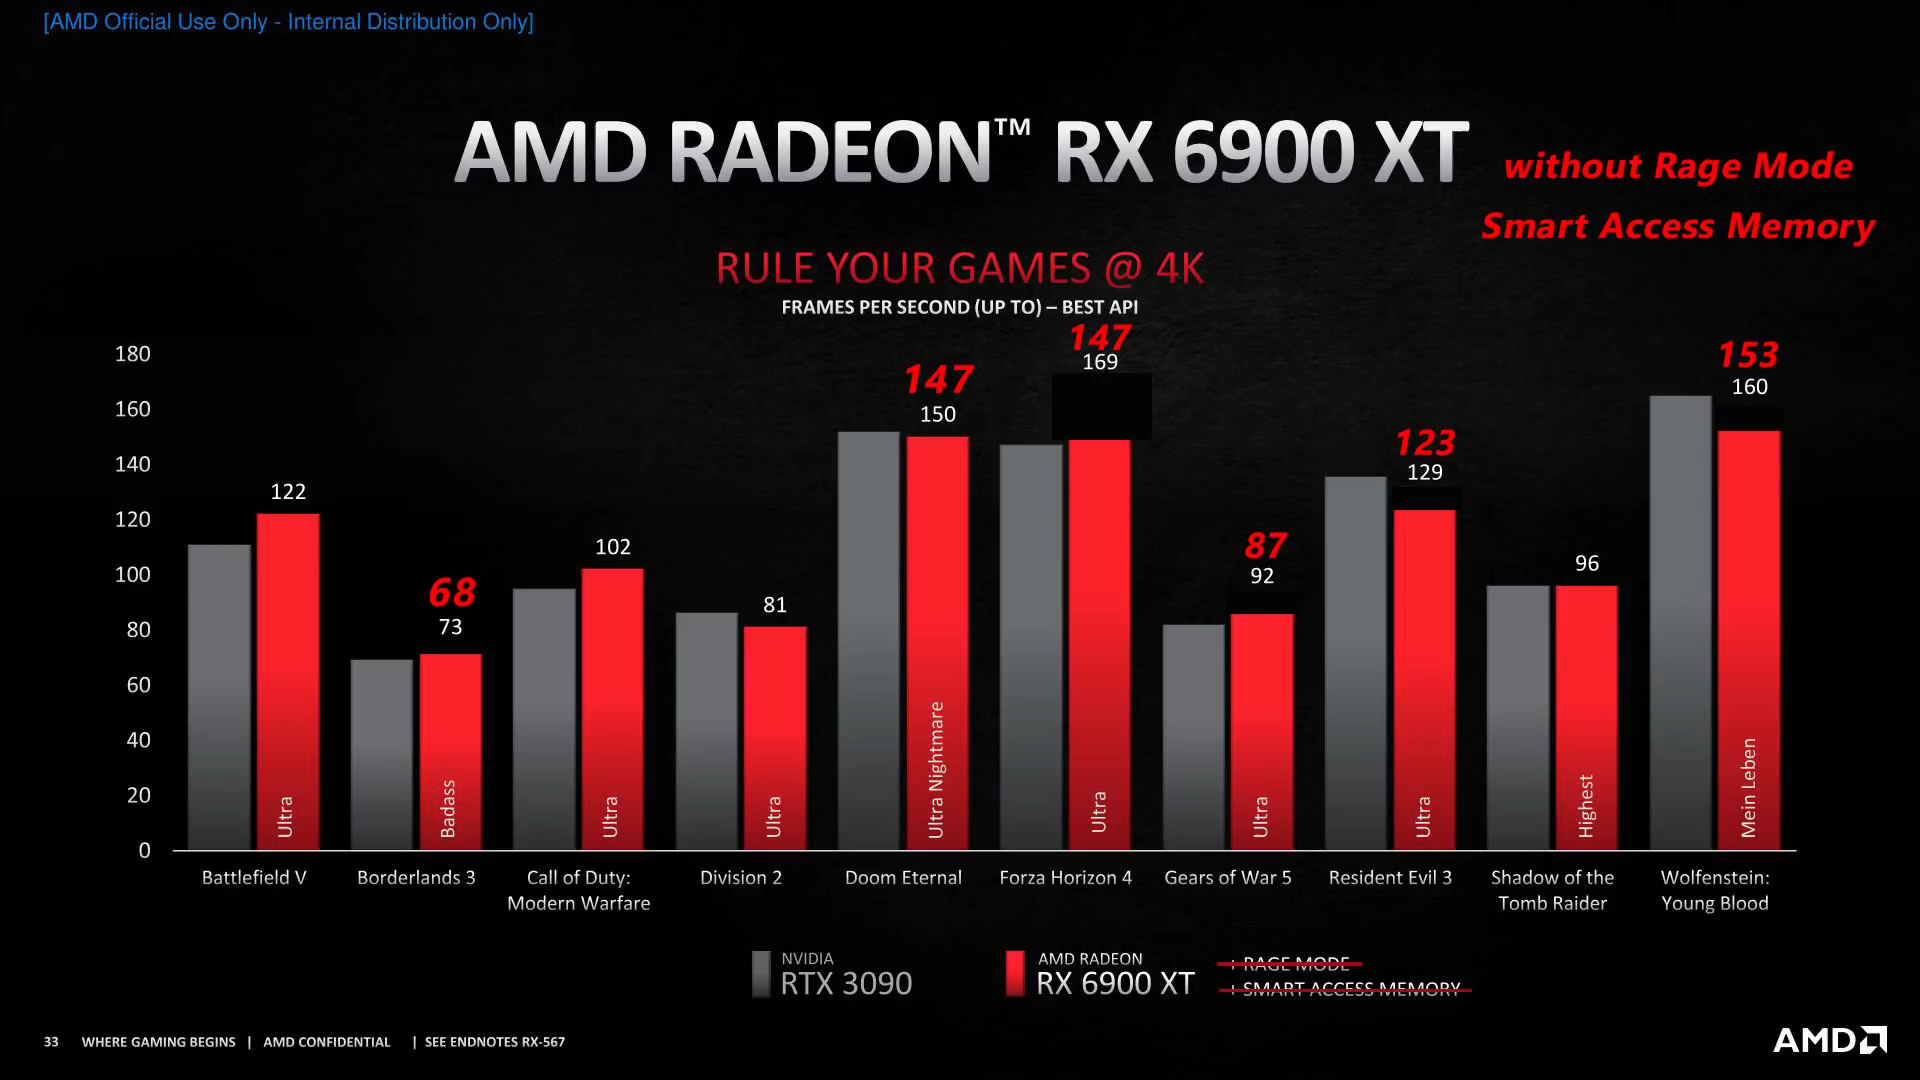 [AMD Official Use Only - Internal Distribution Only]
AMD RADEON™ RX 6900 XT
without Rage Mode
Smart Access Memory
RULE YOUR GAMES @ 4K
FRAMES PER SECOND (UP TO) – BEST API
180
160
140
120
100
80
60
40
20
0
122
68
73
102
81
147
150
147
169
87
92
123
129
96
153
160
Ultra
Badass
Ultra
Ultra
Ultra Nightmare
Ultra
Ultra
Ultra
Highest
Mein Leben
Battlefield V
Borderlands 3
Call of Duty:
Modern Warfare
Division 2
Doom Eternal
Forza Horizon 4
Gears of War 5
Resident Evil 3
Shadow of the
Tomb Raider
Wolfenstein:
Young Blood
NVIDIA
RTX 3090
AMD RADEON
RX 6900 XT
+ RAGE MODE
+ SMART ACCESS MEMORY
33 WHERE GAMING BEGINS | AMD CONFIDENTIAL | SEE ENDNOTES RX-567
AMD